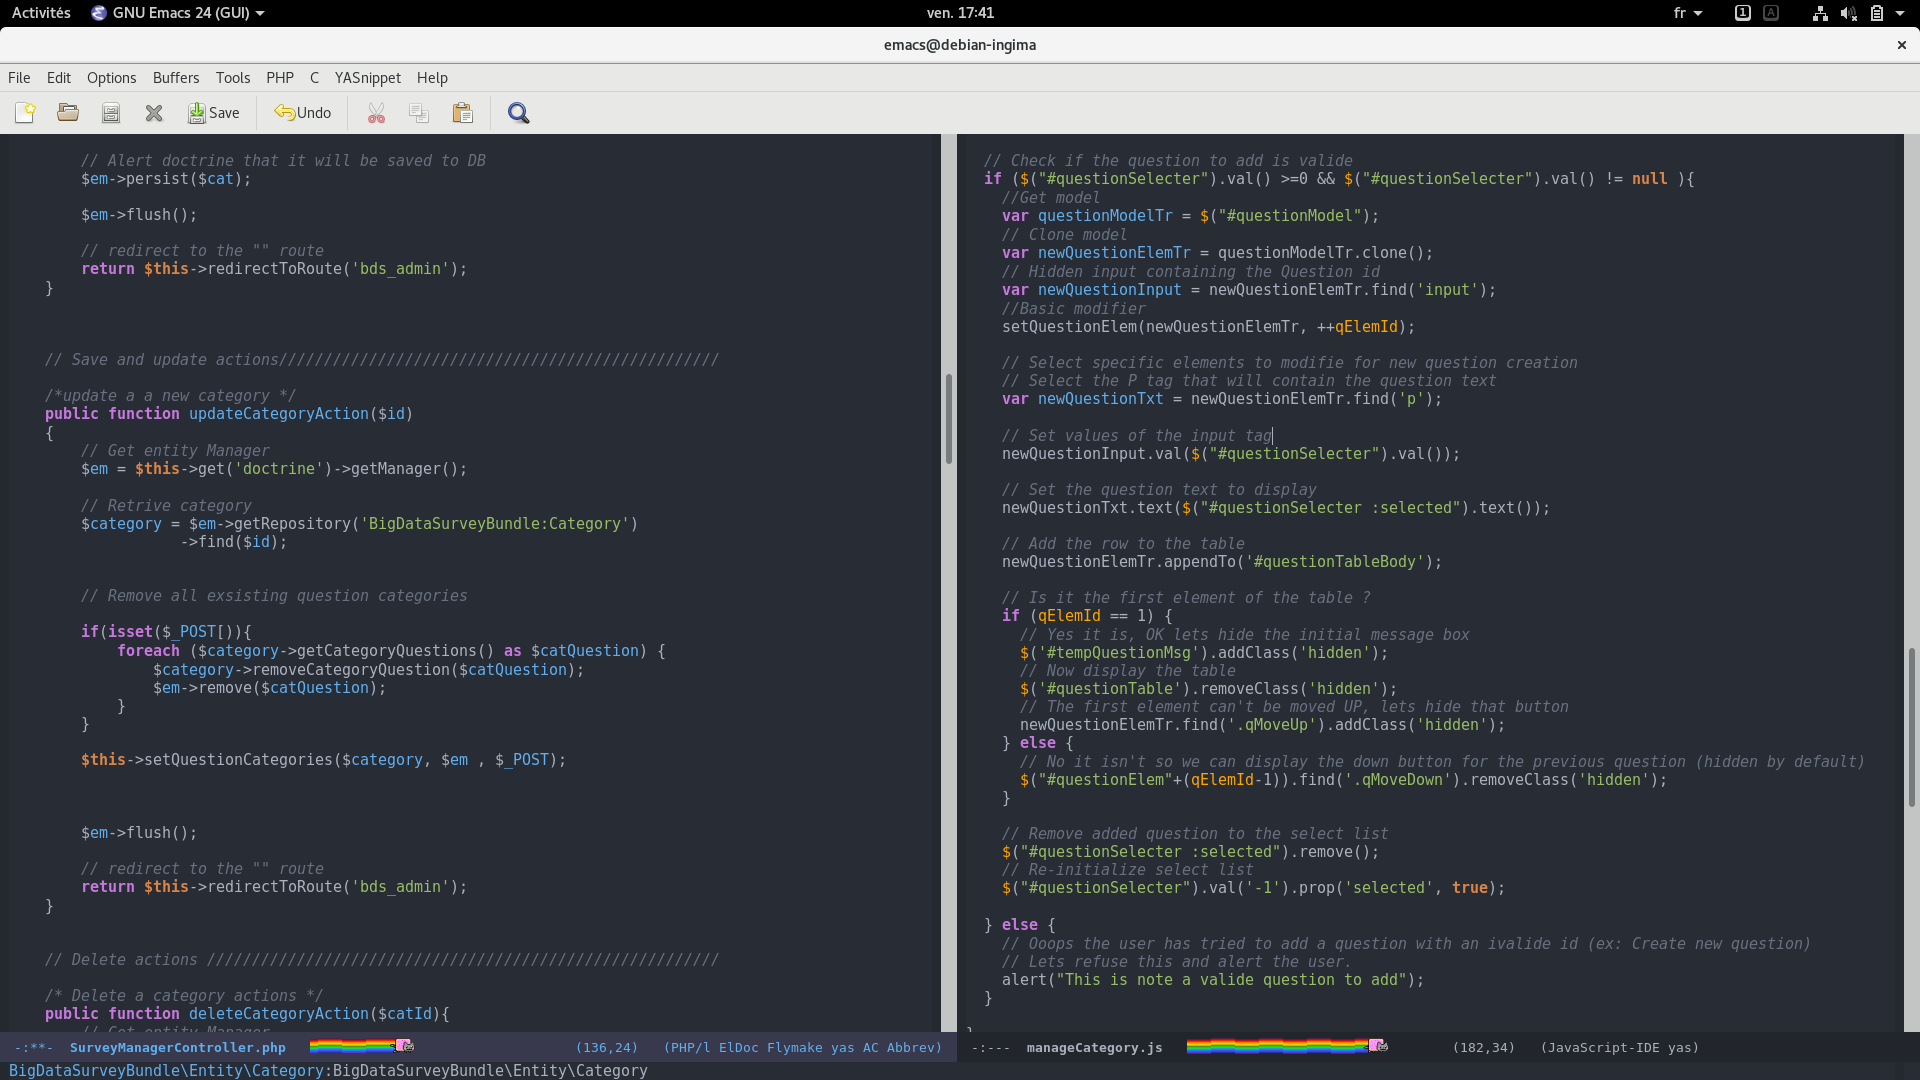 Activités GNU Emacs 24 (GUI) ven. 17:41 fr 1 A
emacs@debian-ingima
File Edit Options Buffers Tools PHP C YASnippet Help
Save Undo
// Alert doctrine that it will be saved to DB
$em->persist($cat);
$em->flush();
// redirect to the "" route
return $this->redirectToRoute('bds_admin');
}
// Save and update actions/////////////////////////////////////////////////
/*update a a new category */
public function updateCategoryAction($id)
{
// Get entity Manager
$em = $this->get('doctrine')->getManager();
// Retrive category
$category = $em->getRepository('BigDataSurveyBundle:Category')
->find($id);
// Remove all exsisting question categories
if(isset($_POST[)){
foreach ($category->getCategoryQuestions() as $catQuestion) {
$category->removeCategoryQuestion($catQuestion);
$em->remove($catQuestion);
}
}
$this->setQuestionCategories($category, $em , $_POST);
$em->flush();
// redirect to the "" route
return $this->redirectToRoute('bds_admin');
}
// Delete actions /////////////////////////////////////////////////////////
/* Delete a category actions */
public function deleteCategoryAction($catId){
// Get entity Manager
-:**- SurveyManagerController.php (136,24) (PHP/l ElDoc Flymake yas AC Abbrev)
// Check if the question to add is valide
if ($("#questionSelecter").val() >=0 && $("#questionSelecter").val() != null ){
//Get model
var questionModelTr = $("#questionModel");
// Clone model
var newQuestionElemTr = questionModelTr.clone();
// Hidden input containing the Question id
var newQuestionInput = newQuestionElemTr.find('input');
//Basic modifier
setQuestionElem(newQuestionElemTr, ++qElemId);
// Select specific elements to modifie for new question creation
// Select the P tag that will contain the question text
var newQuestionTxt = newQuestionElemTr.find('p');
// Set values of the input tag
newQuestionInput.val($("#questionSelecter").val());
// Set the question text to display
newQuestionTxt.text($("#questionSelecter :selected").text());
// Add the row to the table
newQuestionElemTr.appendTo('#questionTableBody');
// Is it the first element of the table ?
if (qElemId == 1) {
// Yes it is, OK lets hide the initial message box
$('#tempQuestionMsg').addClass('hidden');
// Now display the table
$('#questionTable').removeClass('hidden');
// The first element can't be moved UP, lets hide that button
newQuestionElemTr.find('.qMoveUp').addClass('hidden');
} else {
// No it isn't so we can display the down button for the previous question (hidden by default)
$("#questionElem"+(qElemId-1)).find('.qMoveDown').removeClass('hidden');
}
// Remove added question to the select list
$("#questionSelecter :selected").remove();
// Re-initialize select list
$("#questionSelecter").val('-1').prop('selected', true);
} else {
// Ooops the user has tried to add a question with an ivalide id (ex: Create new question)
// Lets refuse this and alert the user.
alert("This is note a valide question to add");
}
}
-:--- manageCategory.js (182,34) (JavaScript-IDE yas)
BigDataSurveyBundle\Entity\Category:BigDataSurveyBundle\Entity\Category